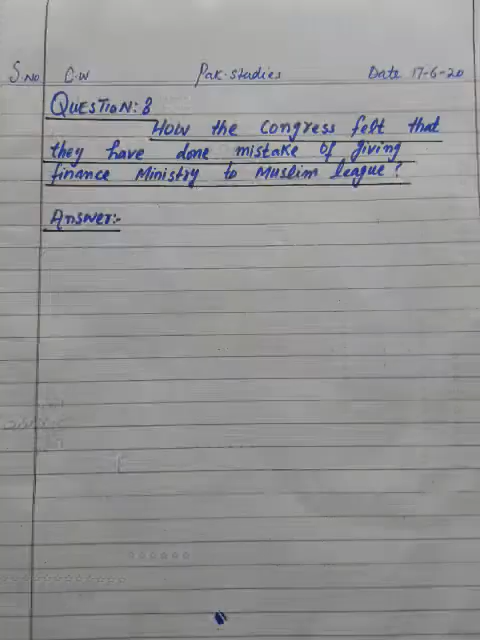 S.No C.W Pak.studies Date 17-6-20
QUESTION:8
How the Congress felt that
they have done mistake of giving
finance Ministry to Muslim league?
Answer:-